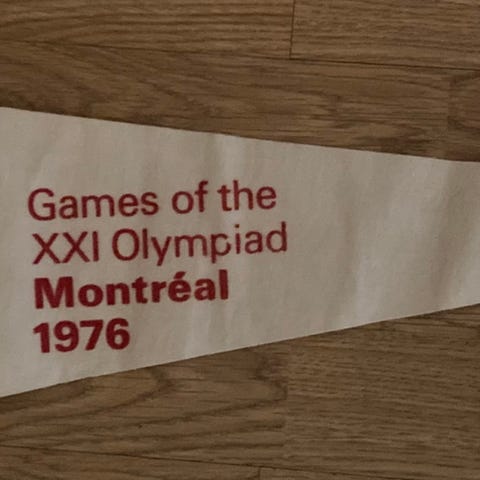 Games of the
XXI Olympiad
Montréal
1976